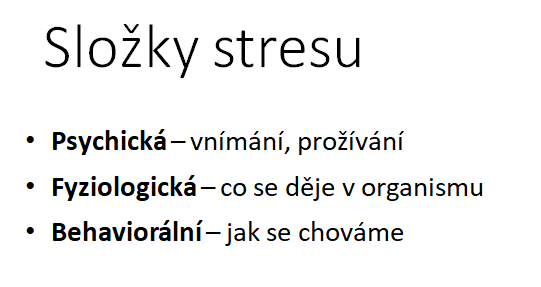 Složky stresu
• Psychická – vnímání, prožívání
• Fyziologická – co se děje v organismu
• Behaviorální – jak se chováme